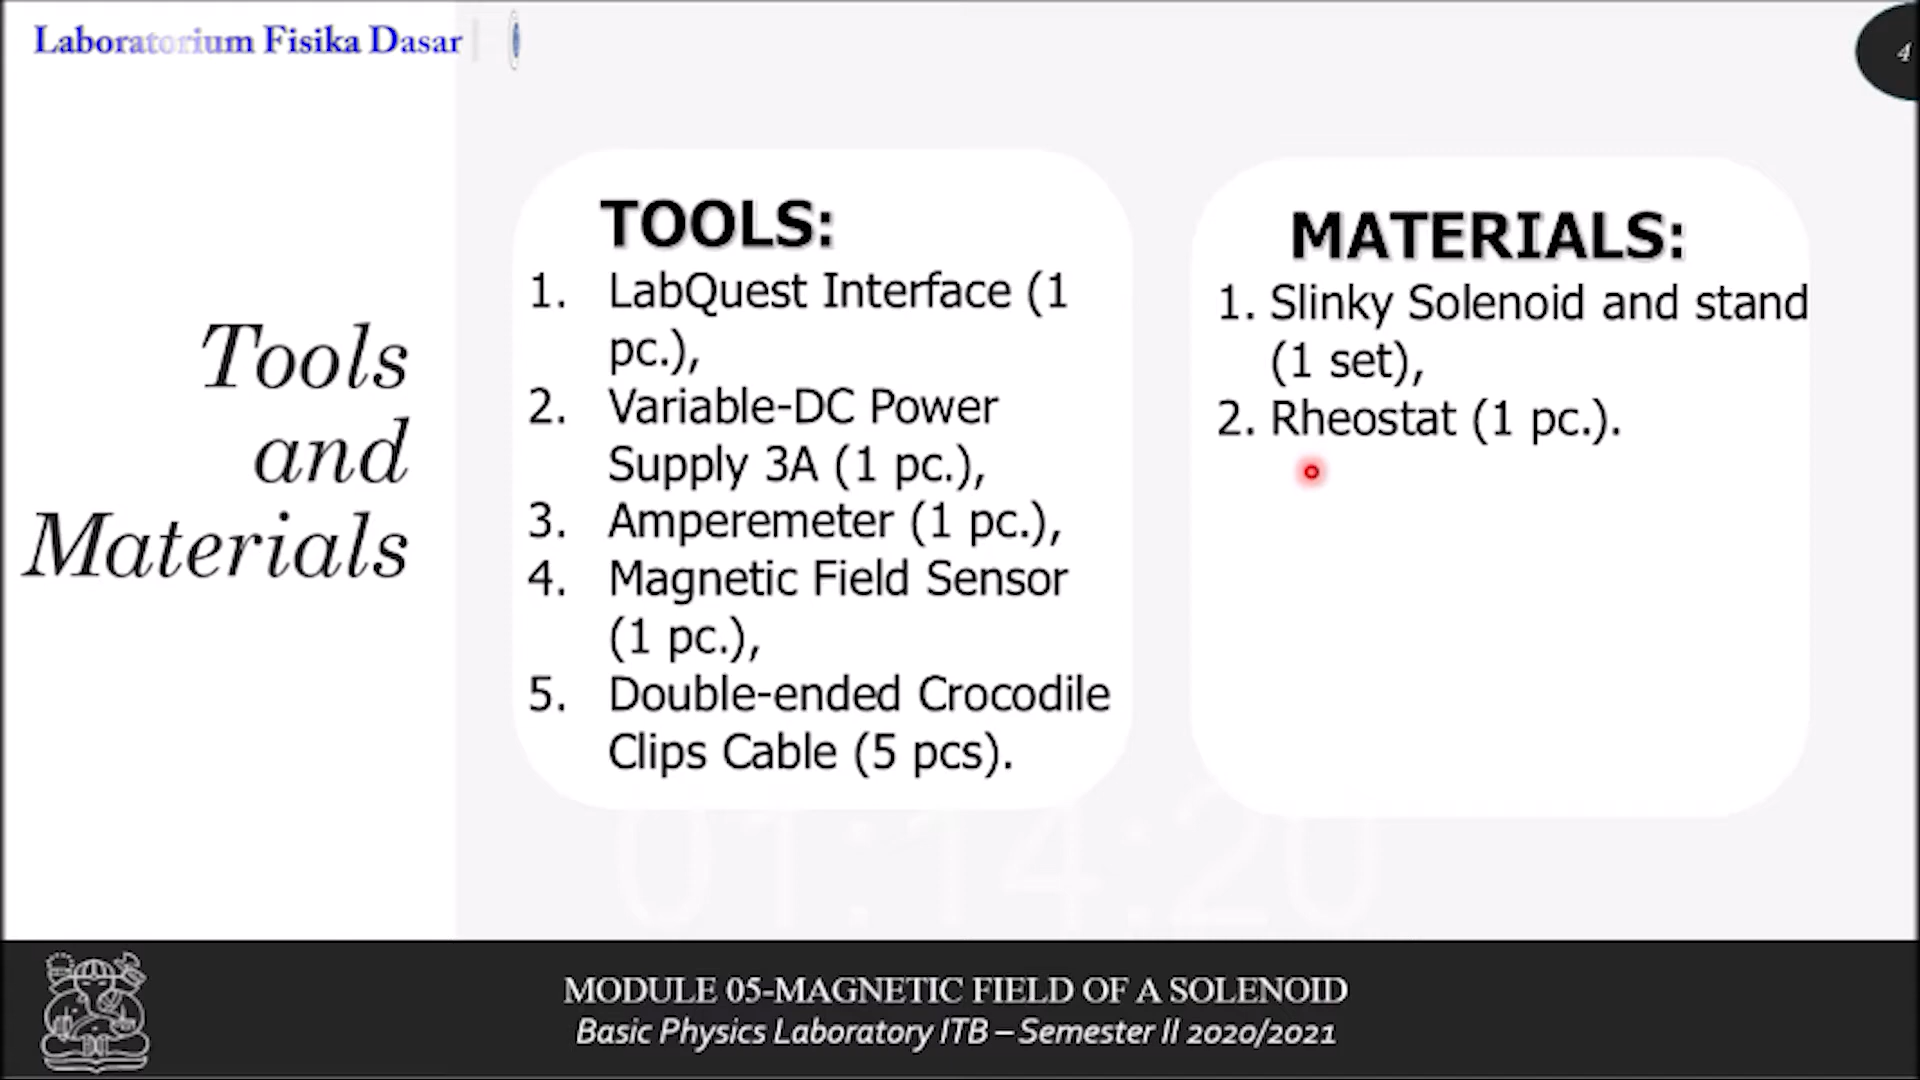 Laboratorium Fisika Dasar
4
Tools
and
Materials
TOOLS:
1. LabQuest Interface (1
pc.),
2. Variable-DC Power
Supply 3A (1 pc.),
3. Amperemeter (1 pc.),
4. Magnetic Field Sensor
(1 pc.),
5. Double-ended Crocodile
Clips Cable (5 pcs).
MATERIALS:
1. Slinky Solenoid and stand
(1 set),
2. Rheostat (1 pc.).
01:14:20
MODULE 05-MAGNETIC FIELD OF A SOLENOID
Basic Physics Laboratory ITB – Semester II 2020/2021